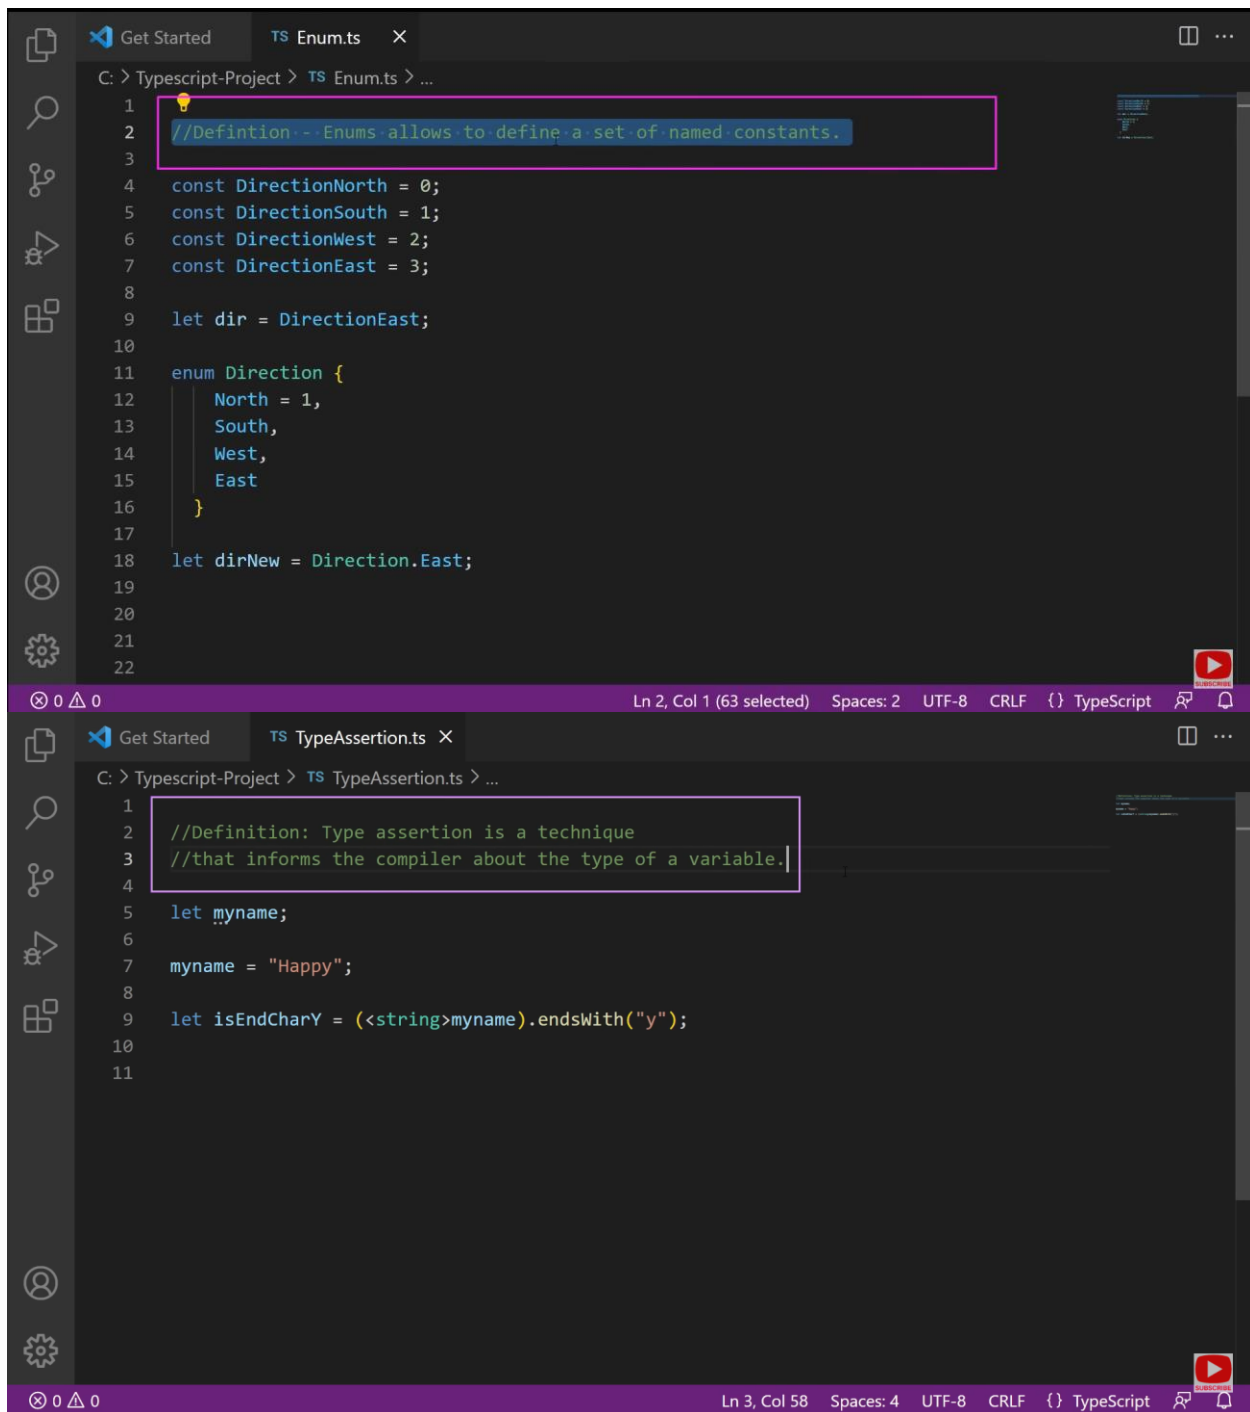 Get Started TS Enum.ts
C: > Typescript-Project > TS Enum.ts > ...
1
2 //Defintion - Enums allows to define a set of named constants.
3
4 const DirectionNorth = 0;
5 const DirectionSouth = 1;
6 const DirectionWest = 2;
7 const DirectionEast = 3;
8
9 let dir = DirectionEast;
10
11 enum Direction {
12 North = 1,
13 South,
14 West,
15 East
16 }
17
18 let dirNew = Direction.East;
19
20
21
22
SUBSCRIBE
0 0 Ln 2, Col 1 (63 selected) Spaces: 2 UTF-8 CRLF {} TypeScript
Get Started TS TypeAssertion.ts
C: > Typescript-Project > TS TypeAssertion.ts > ...
1
2 //Definition: Type assertion is a technique
3 //that informs the compiler about the type of a variable.
4
5 let myname;
6
7 myname = "Happy";
8
9 let isEndCharY = (<string>myname).endsWith("y");
10
11
SUBSCRIBE
0 0 Ln 3, Col 58 Spaces: 4 UTF-8 CRLF {} TypeScript